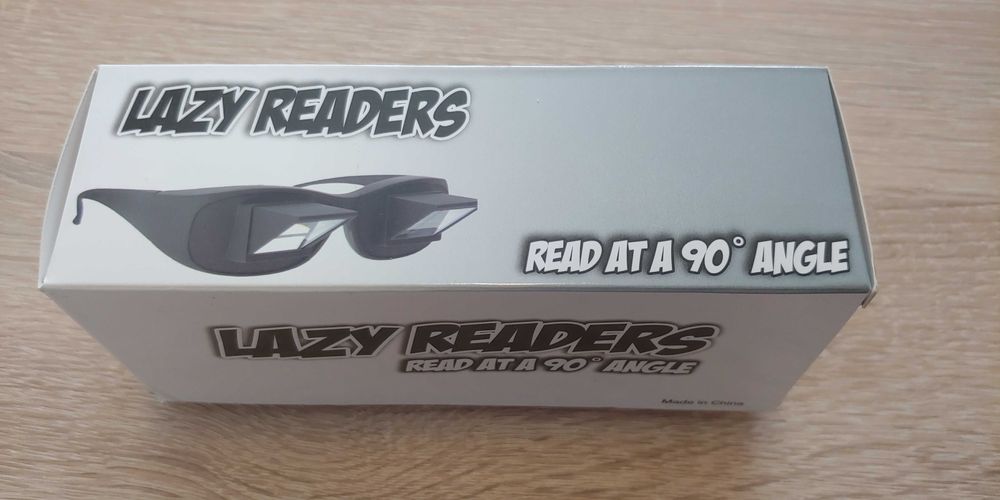 LAZY READERS
READ AT A 90° ANGLE
LAZY READERS
READ AT A 90° ANGLE
Made in China